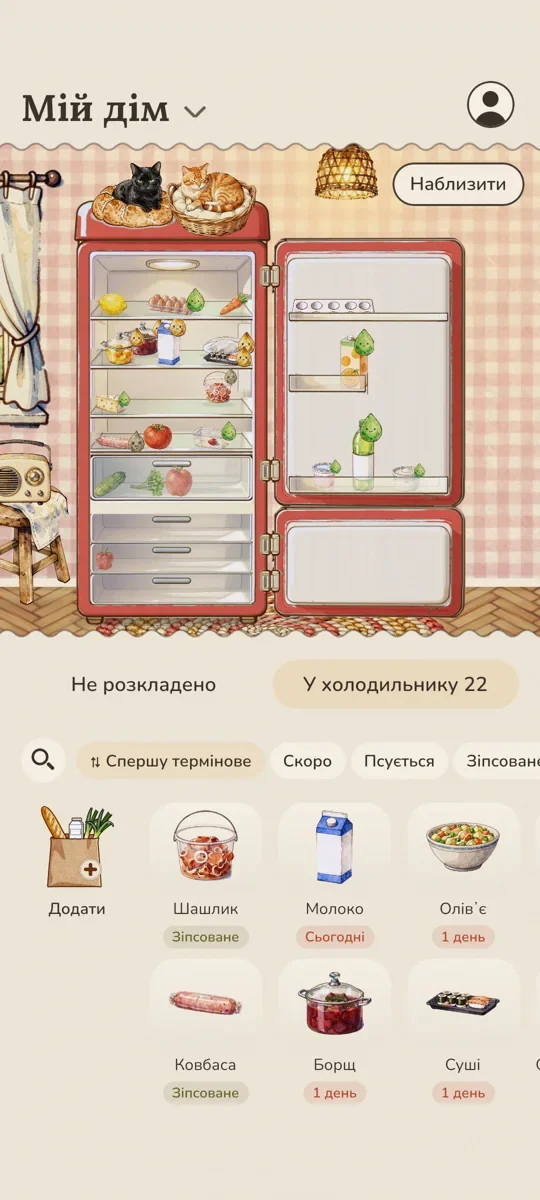 Мій дім
Наблизити
Не розкладено
У холодильнику 22
Спершу термінове
Скоро
Псується
Зіпсоване
Додати
Шашлик
Зіпсоване
Молоко
Сьогодні
Олів'є
1 день
Ковбаса
Зіпсоване
Борщ
1 день
Суші
1 день